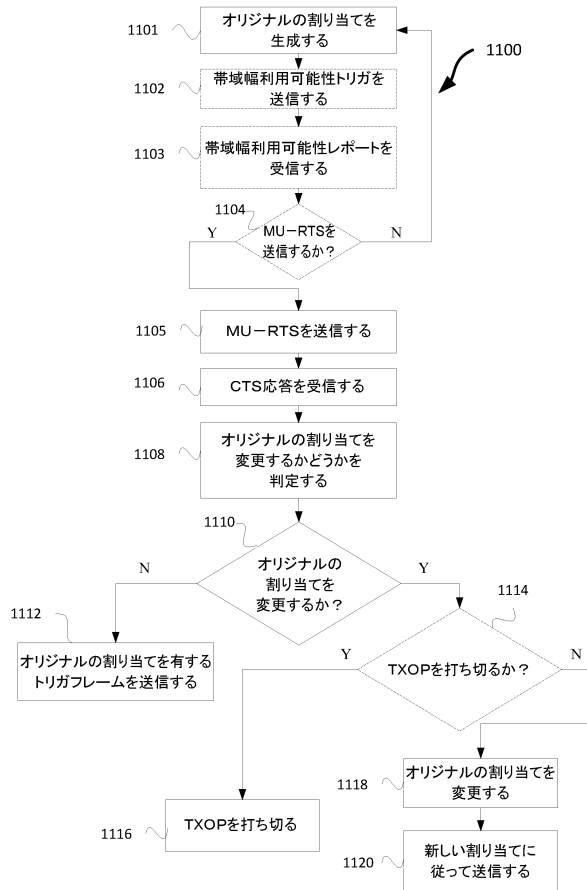 1101
オリジナルの割り当てを
生成する
1100
1102
帯域幅利用可能性トリガを
送信する
1103
帯域幅利用可能性レポートを
受信する
1104
MU－RTSを
送信するか？
Y
N
1105
MU－RTSを送信する
1106
CTS応答を受信する
1108
オリジナルの割り当てを
変更するかどうかを
判定する
1110
オリジナルの
割り当てを
変更するか？
N
Y
1112
オリジナルの割り当てを有する
トリガフレームを送信する
1114
TXOPを打ち切るか？
Y
N
1116
TXOPを打ち切る
1118
オリジナルの割り当てを
変更する
1120
新しい割り当てに
従って送信する